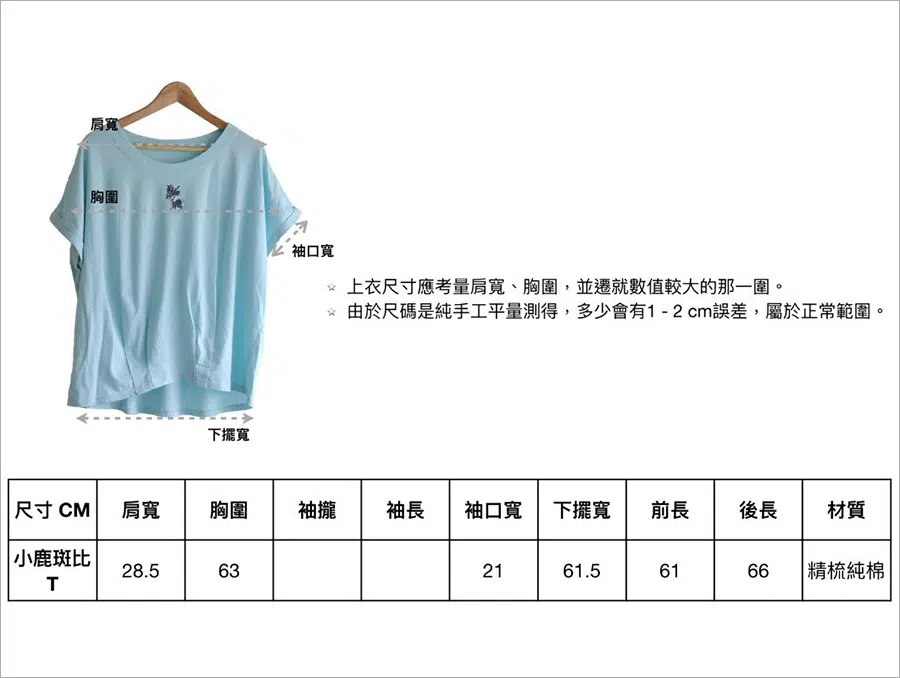 肩寬
胸圍
袖口寬
☆ 上衣尺寸應考量肩寬、胸圍，並遷就數值較大的那一圍。
☆ 由於尺碼是純手工平量測得，多少會有1 - 2 cm誤差，屬於正常範圍。
下擺寬
尺寸 CM 肩寬 胸圍 袖攏 袖長 袖口寬 下擺寬 前長 後長 材質
小鹿斑比
T 28.5 63 21 61.5 61 66 精梳純棉